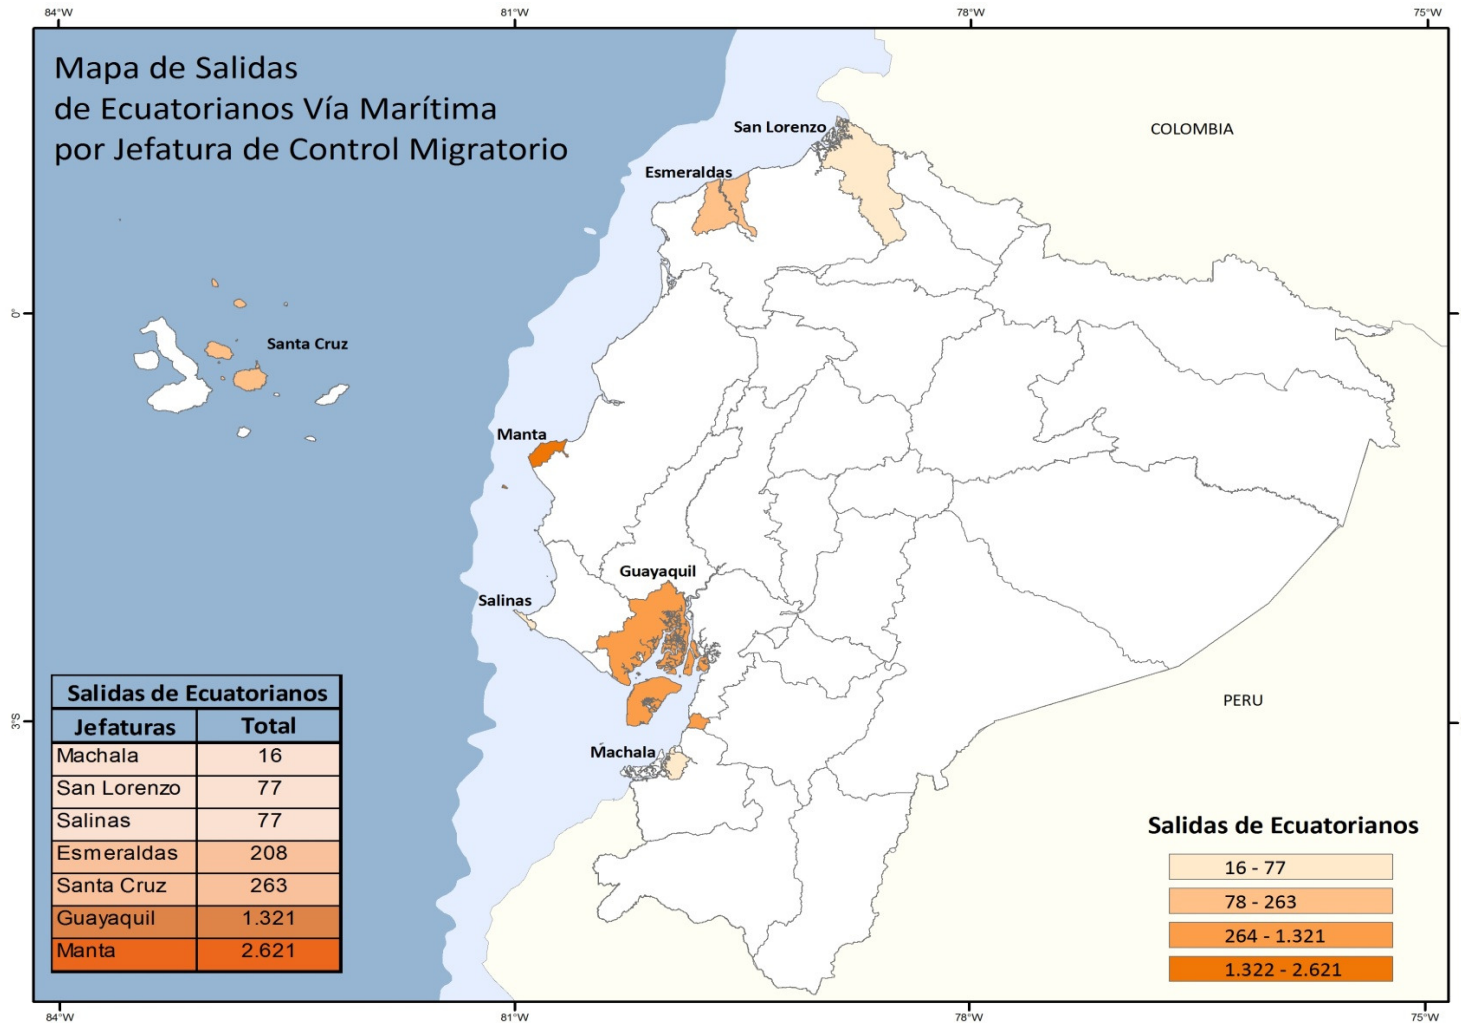 84°W
81°W
78°W
75°W
Mapa de Salidas
de Ecuatorianos Vía Marítima
por Jefatura de Control Migratorio
San Lorenzo
COLOMBIA
Esmeraldas
0°
Santa Cruz
Manta
Guayaquil
Salinas
PERU
3°S
Machala
Salidas de Ecuatorianos
Jefaturas Total
Machala 16
San Lorenzo 77
Salinas 77
Esmeraldas 208
Santa Cruz 263
Guayaquil 1.321
Manta 2.621
Salidas de Ecuatorianos
16 - 77
78 - 263
264 - 1.321
1.322 - 2.621
84°W
81°W
78°W
75°W